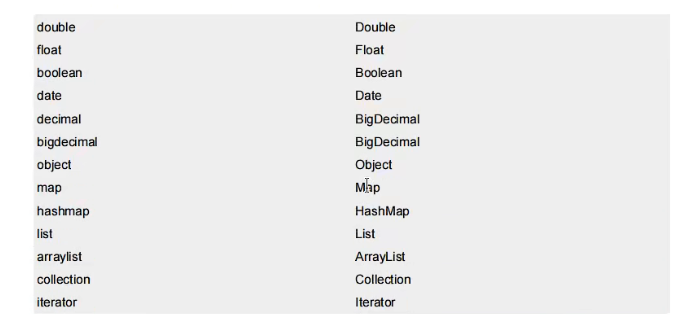 double Double
float Float
boolean Boolean
date Date
decimal BigDecimal
bigdecimal BigDecimal
object Object
map Map
hashmap HashMap
list List
arraylist ArrayList
collection Collection
iterator Iterator